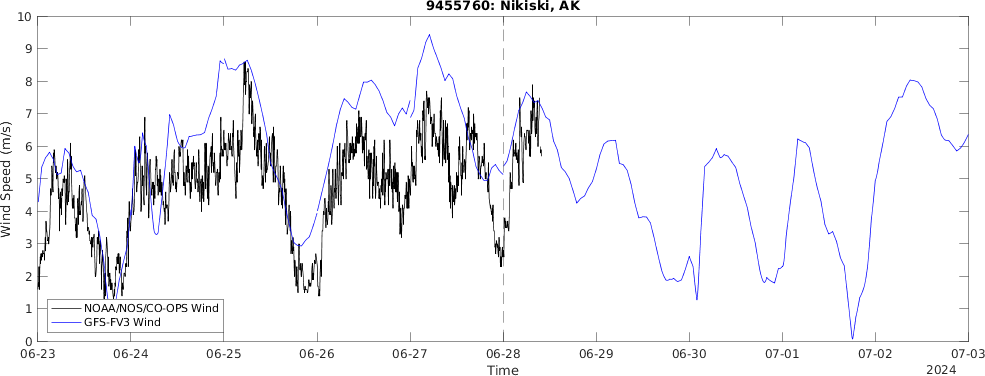 9455760: Nikiski, AK
10
9
8
7
6
5
4
3
2
1
0
Wind Speed (m/s)
NOAA/NOS/CO-OPS Wind
GFS-FV3 Wind
06-23 06-24 06-25 06-26 06-27 06-28 06-29 06-30 07-01 07-02 07-03
Time
2024